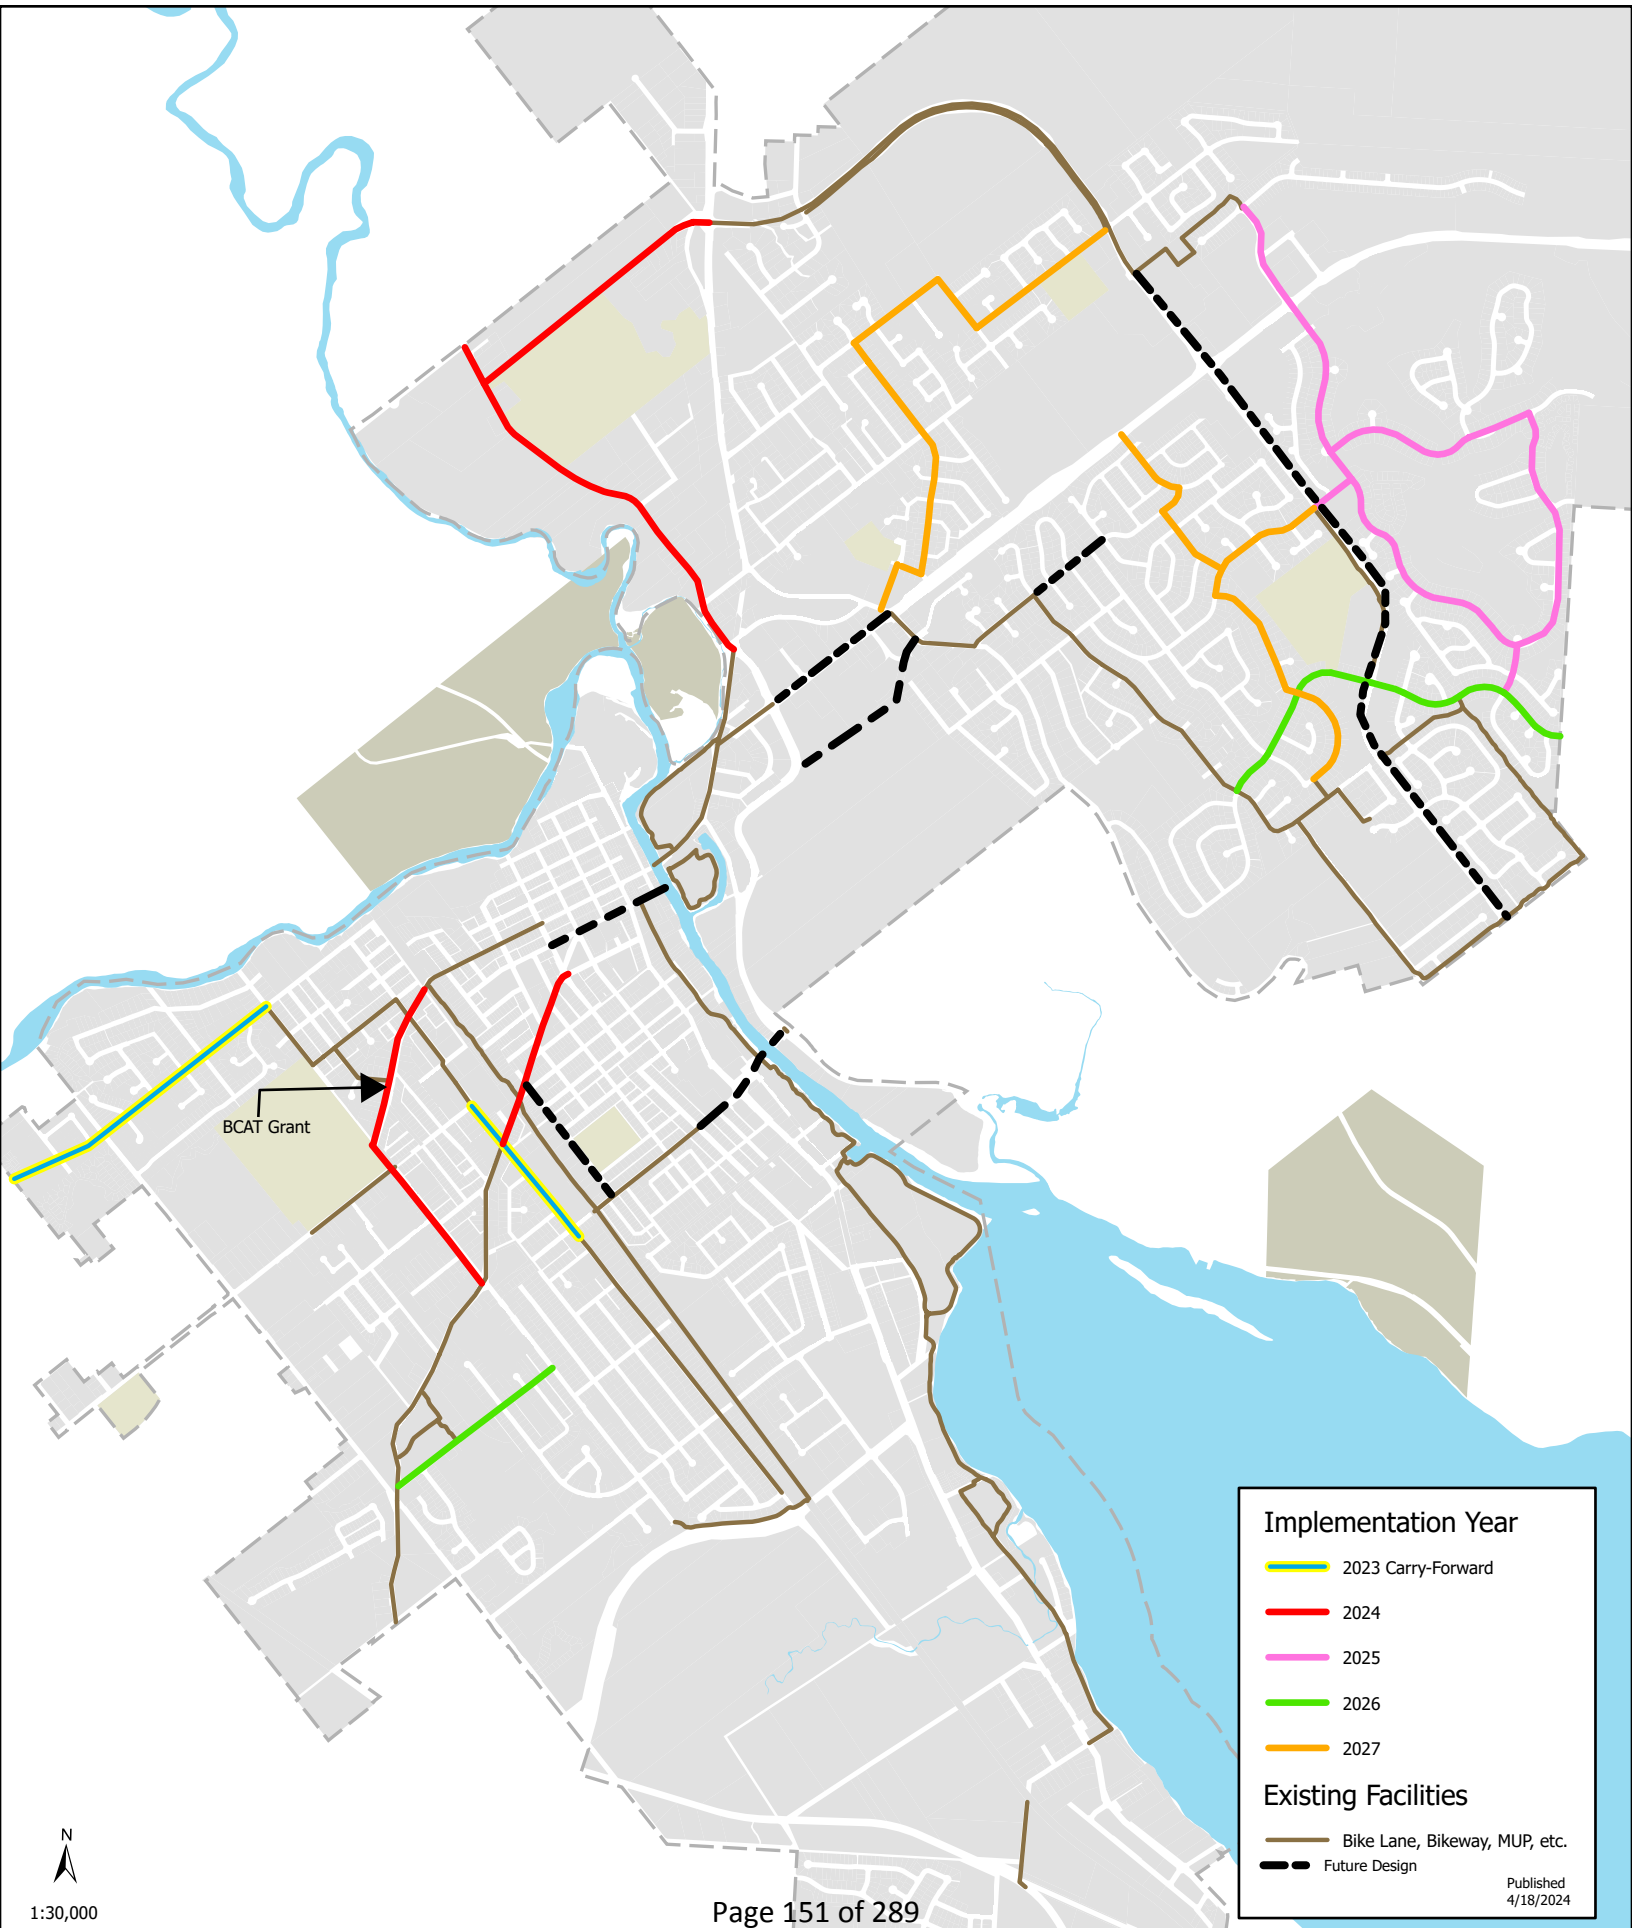 BCAT Grant
Implementation Year
2023 Carry-Forward
2024
2025
2026
2027
Existing Facilities
Bike Lane, Bikeway, MUP, etc.
Future Design
Published
4/18/2024
N
1:30,000
Page 151 of 289